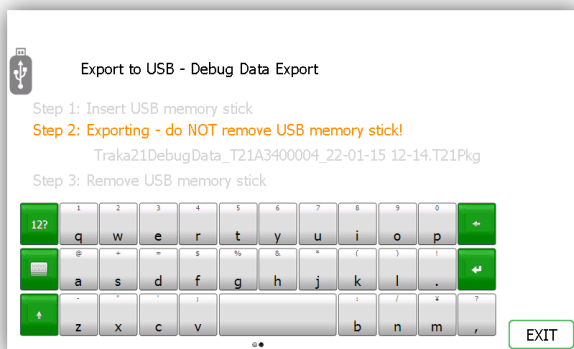 Export to USB - Debug Data Export
Step 1: Insert USB memory stick
Step 2: Exporting - do NOT remove USB memory stick!
Traka21DebugData_T21A3400004_22-01-15 12-14.T21Pkg
Step 3: Remove USB memory stick
1 2 3 4 5 6 7 8 9 0
12? q w e r t y u i o p
@ + = $ % & * ( ) !
a s d f g h j k l .
- ; : / ¥ ?
z x c v b n m ,
EXIT